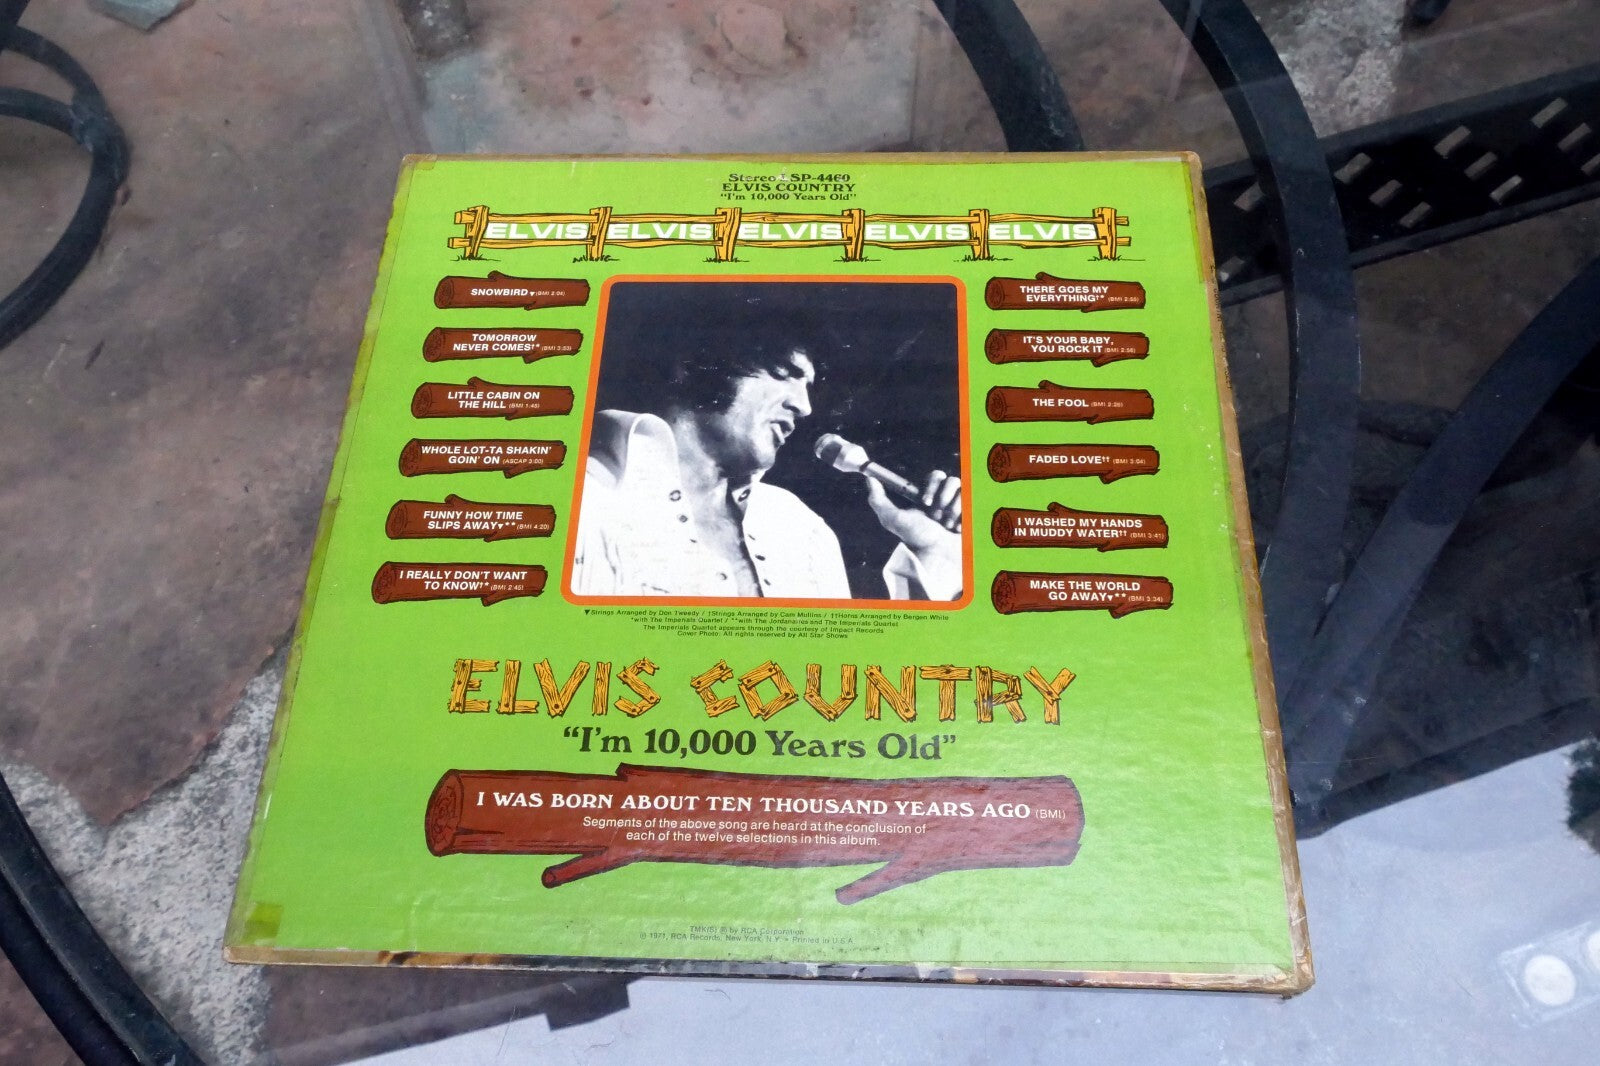 Stereo LSP-4460
ELVIS COUNTRY
"I'm 10,000 Years Old"
ELVIS ELVIS ELVIS ELVIS ELVIS
SNOWBIRD▼(BMI 2:08)
TOMORROW
NEVER COMES†*(BMI 3:53)
LITTLE CABIN ON
THE HILL (BMI 1:48)
WHOLE LOT-TA SHAKIN'
GOIN' ON (ASCAP 3:00)
FUNNY HOW TIME
SLIPS AWAY▼**(BMI 4:20)
I REALLY DON'T WANT
TO KNOW†*(BMI 2:45)
THERE GOES MY
EVERYTHING†* (BMI 2:55)
IT'S YOUR BABY,
YOU ROCK IT (BMI 2:56)
THE FOOL (BMI 2:26)
FADED LOVE†† (BMI 3:04)
I WASHED MY HANDS
IN MUDDY WATER†† (BMI 3:41)
MAKE THE WORLD
GO AWAY▼**(BMI 3:34)
▼Strings Arranged by Don Tweedy / †Strings Arranged by Cam Mullins / ††Horns Arranged by Bergen White
*with The Imperials Quartet / **with The Jordanaires and The Imperials Quartet
The Imperials Quartet appears through the courtesy of Impact Records
Cover Photo: All rights reserved by All Star Shows
ELVIS COUNTRY
"I'm 10,000 Years Old"
I WAS BORN ABOUT TEN THOUSAND YEARS AGO (BMI)
Segments of the above song are heard at the conclusion of
each of the twelve selections in this album.
TMK(S) ® by RCA Corporation
℗ 1971, RCA Records, New York, N.Y. • Printed in U.S.A.